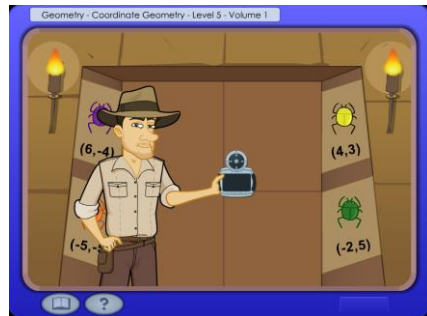 Geometry - Coordinate Geometry - Level 5 - Volume 1
(6,-4)
(4,3)
(-2,5)
?